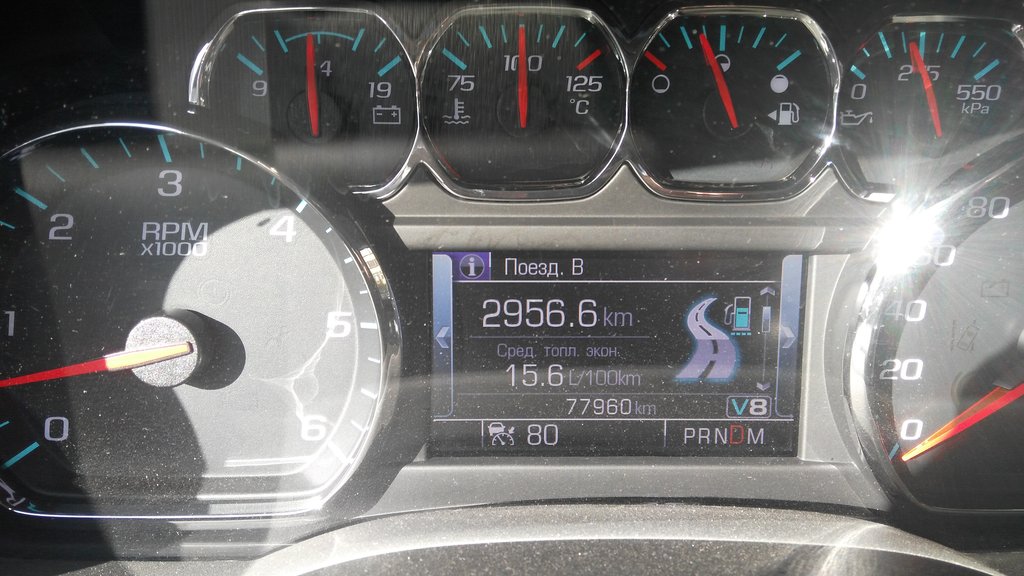 9 14 19
75 100 125
°C
0 275 550
kPa
1 2 3 4 5 6 0
RPM
x1000
80
40
20
0
Поезд. В
2956.6 km
Сред. топл. экон.
15.6 L/100km
77960 km
V8
80
PRNDM